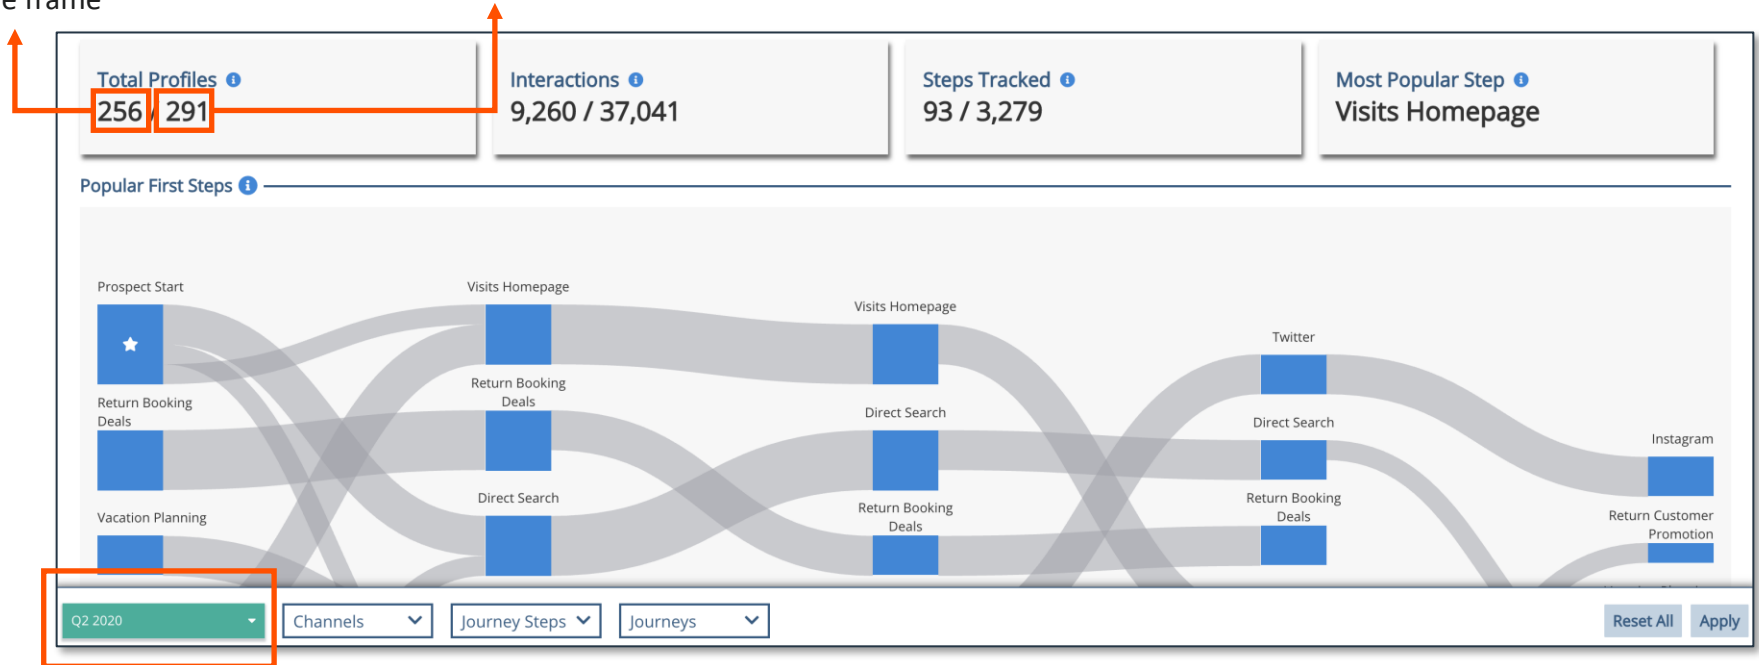 e frame
Total Profiles
256 / 291
Interactions
9,260 / 37,041
Steps Tracked
93 / 3,279
Most Popular Step
Visits Homepage
Popular First Steps
Prospect Start
Visits Homepage
Visits Homepage
Twitter
Return Booking
Deals
Return Booking
Deals
Direct Search
Direct Search
Instagram
Vacation Planning
Direct Search
Return Booking
Deals
Return Booking
Deals
Return Customer
Promotion
Q2 2020
Channels
Journey Steps
Journeys
Reset All
Apply